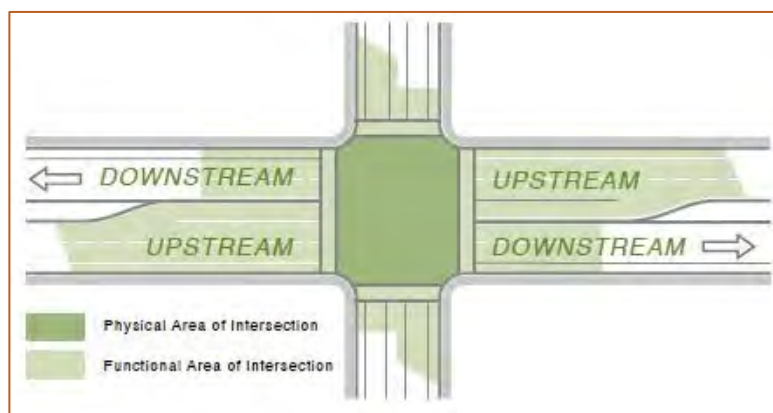 DOWNSTREAM
UPSTREAM
UPSTREAM
DOWNSTREAM
Physical Area of Intersection
Functional Area of Intersection